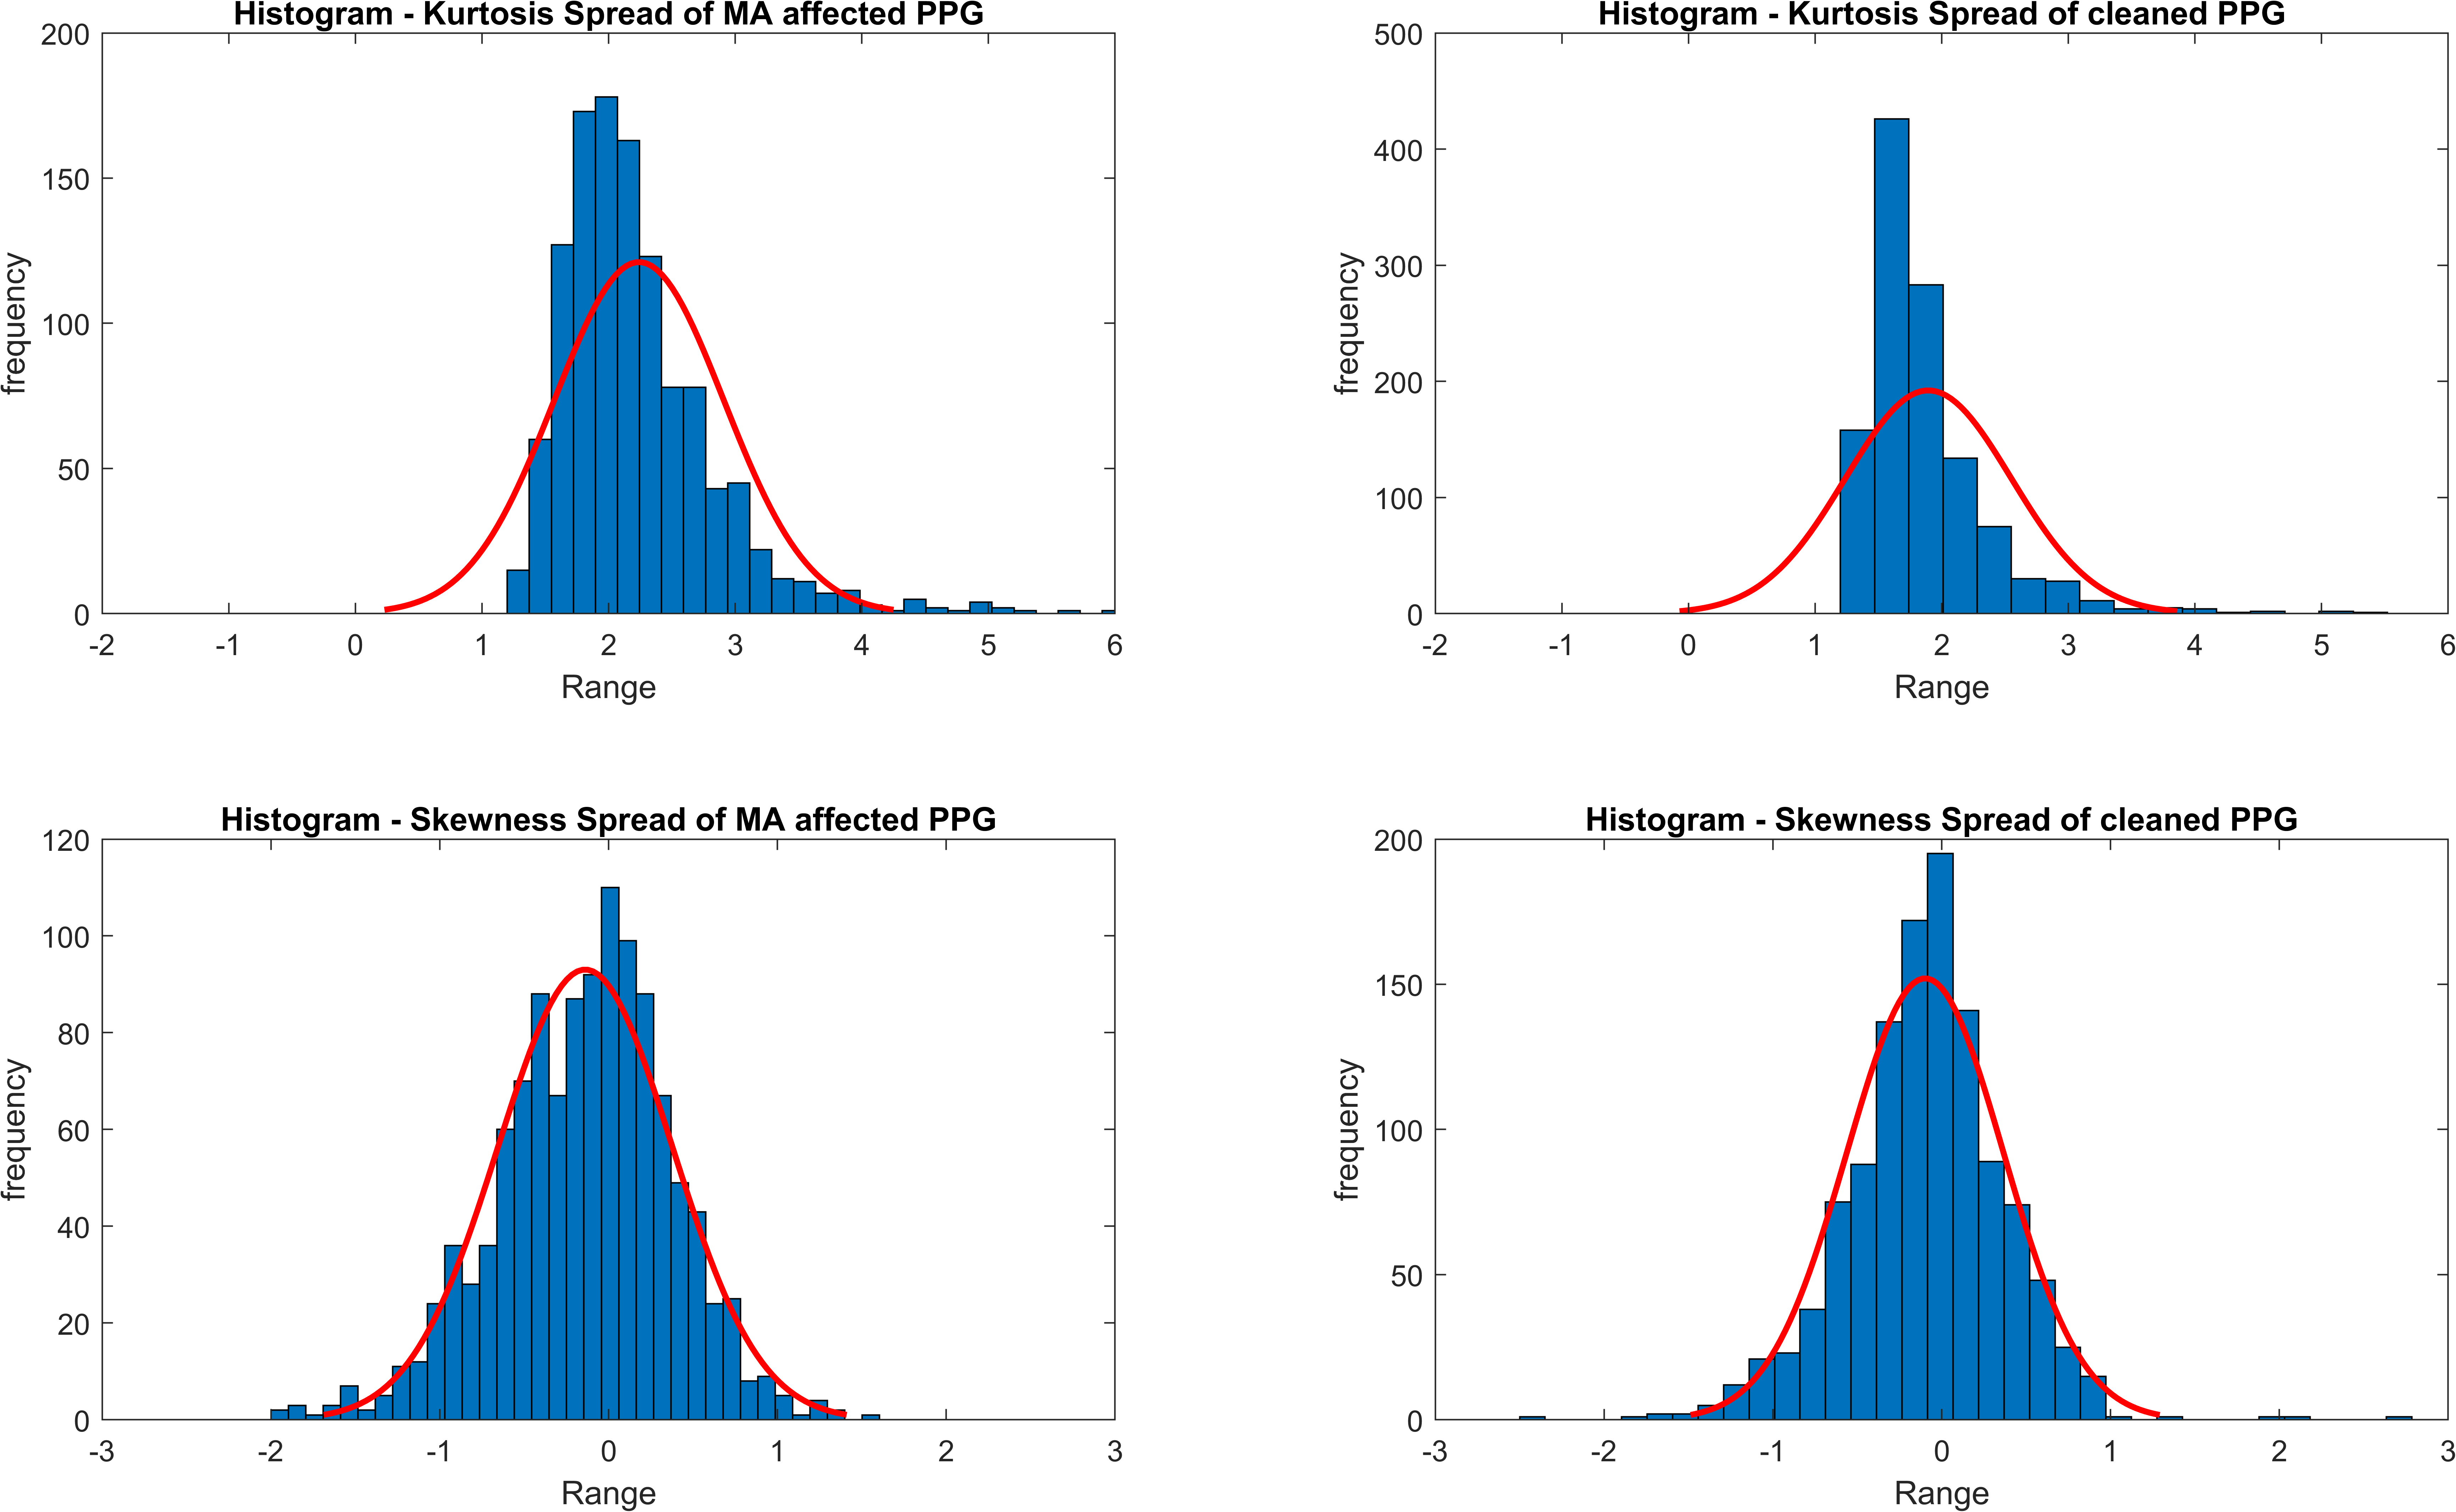 Histogram - Kurtosis Spread of MA affected PPG
200
150
100
50
0
frequency
-2 -1 0 1 2 3 4 5 6
Range
Histogram - Kurtosis Spread of cleaned PPG
500
400
300
200
100
0
frequency
-2 -1 0 1 2 3 4 5 6
Range
Histogram - Skewness Spread of MA affected PPG
120
100
80
60
40
20
0
frequency
-3 -2 -1 0 1 2 3
Range
Histogram - Skewness Spread of cleaned PPG
200
150
100
50
0
frequency
-3 -2 -1 0 1 2 3
Range